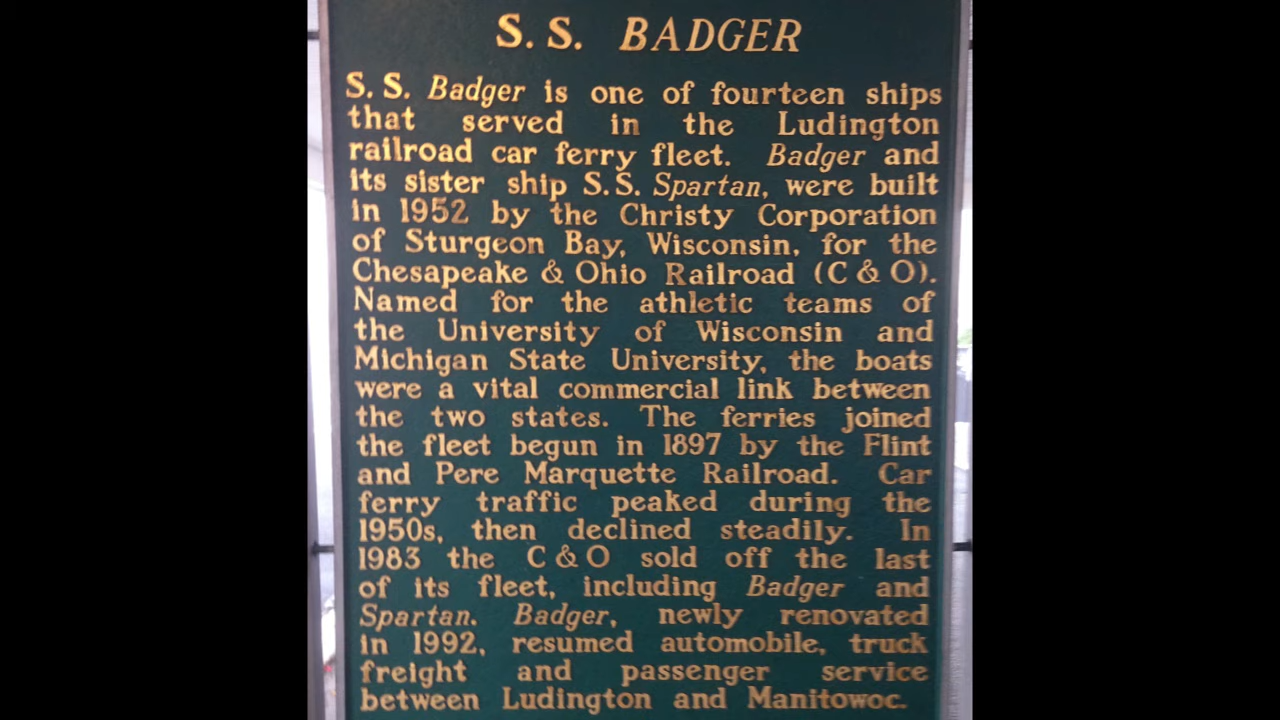 S. S. BADGER
S. S. Badger is one of fourteen ships
that served in the Ludington
railroad car ferry fleet. Badger and
its sister ship S. S. Spartan, were built
in 1952 by the Christy Corporation
of Sturgeon Bay, Wisconsin, for the
Chesapeake & Ohio Railroad (C & O).
Named for the athletic teams of
the University of Wisconsin and
Michigan State University, the boats
were a vital commercial link between
the two states. The ferries joined
the fleet begun in 1897 by the Flint
and Pere Marquette Railroad. Car
ferry traffic peaked during the
1950s, then declined steadily. In
1983 the C & O sold off the last
of its fleet, including Badger and
Spartan. Badger, newly renovated
in 1992, resumed automobile, truck
freight and passenger service
between Ludington and Manitowoc.